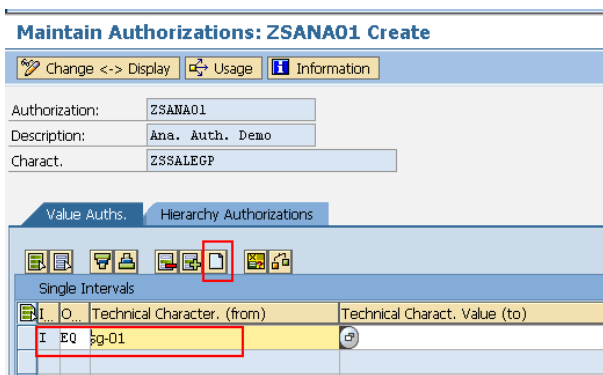 Maintain Authorizations: ZSANA01 Create
Change <-> Display Usage Information
Authorization: ZSANA01
Description: Ana. Auth. Demo
Charact. ZSSALEGP
Value Auths. Hierarchy Authorizations
Single Intervals
I... O... Technical Character. (from) Technical Charact. Value (to)
I EQ sg-01